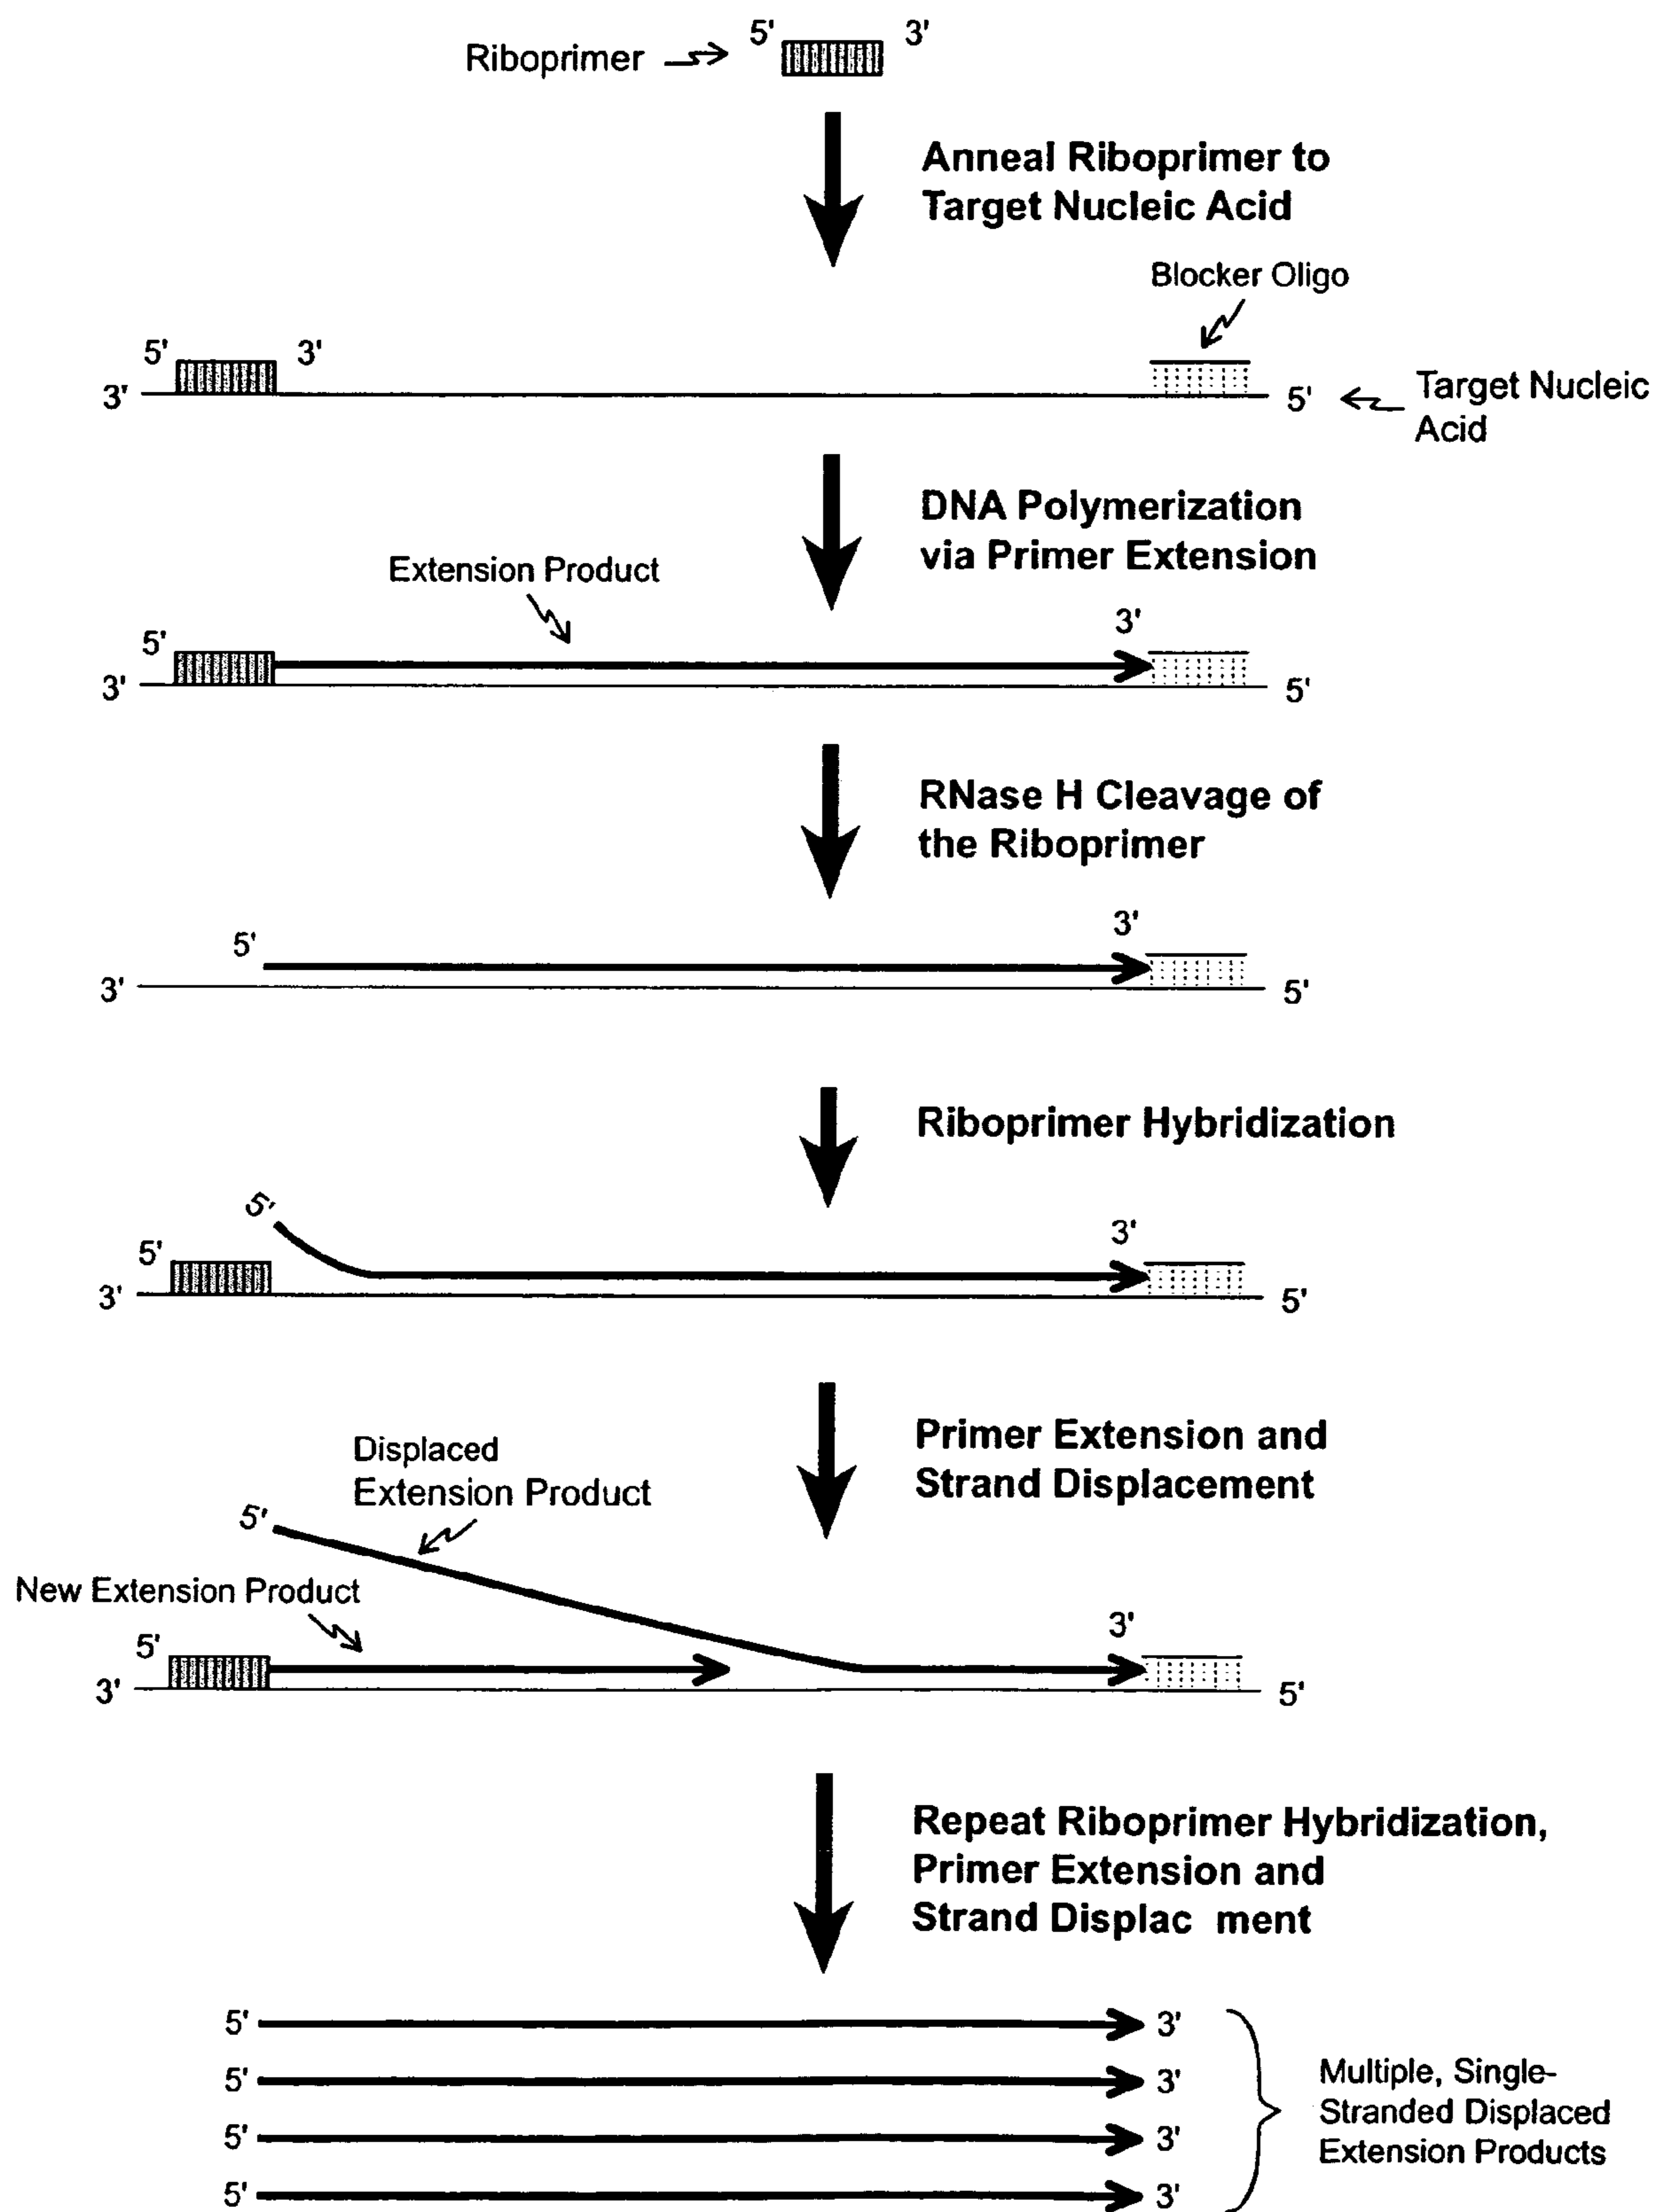 Riboprimer 5' 3'
Anneal Riboprimer to
Target Nucleic Acid
Blocker Oligo
5' 3'
3' 5'
Target Nucleic
Acid
DNA Polymerization
via Primer Extension
Extension Product
5' 3'
3' 5'
RNase H Cleavage of
the Riboprimer
5' 3'
3' 5'
Riboprimer Hybridization
5'
5' 3'
3' 5'
Primer Extension and
Strand Displacement
Displaced
Extension Product
5'
New Extension Product
5' 3'
3' 5'
Repeat Riboprimer Hybridization,
Primer Extension and
Strand Displac ment
5' 3'
5' 3'
5' 3'
5' 3'
Multiple, Single-
Stranded Displaced
Extension Products